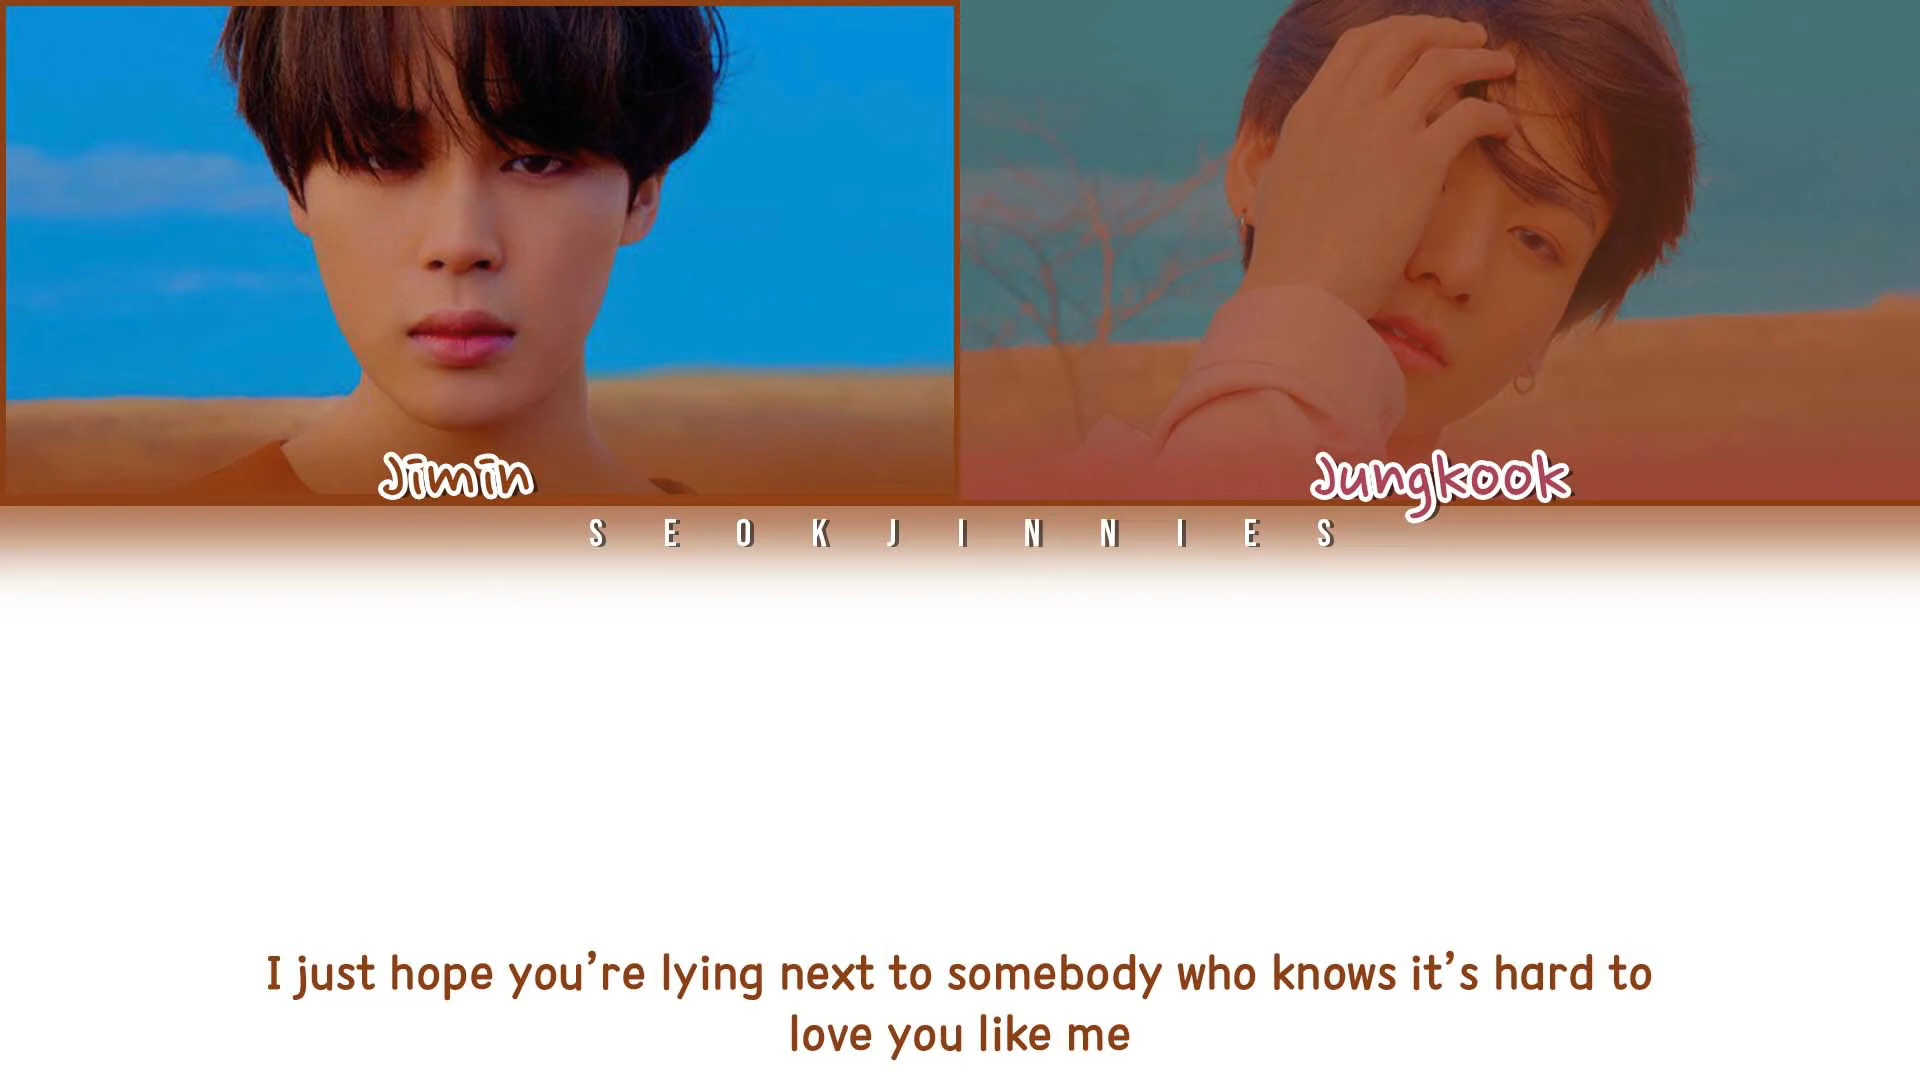 Jimin
Jungkook
SEOKJINNIES
I just hope you’re lying next to somebody who knows it’s hard to
love you like me